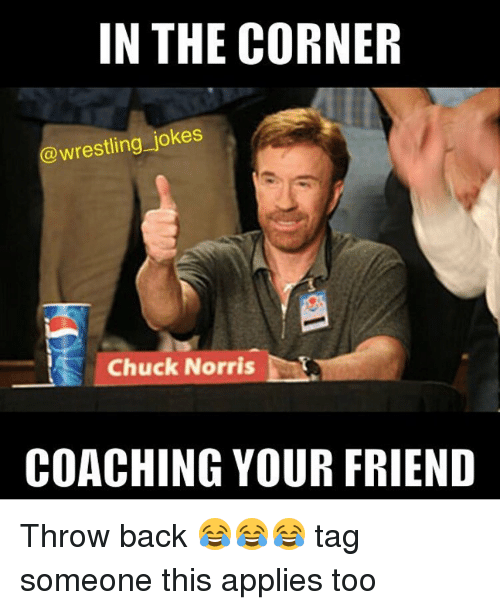 IN THE CORNER
@wrestling_jokes
Chuck Norris
COACHING YOUR FRIEND
Throw back 😂😂😂 tag
someone this applies too